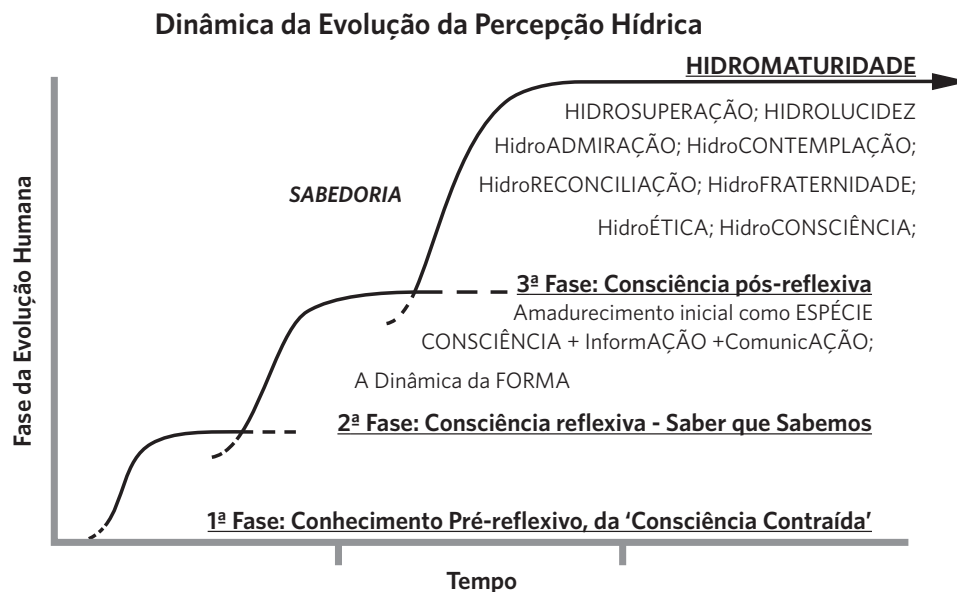 Dinâmica da Evolução da Percepção Hídrica
HIDROMATURIDADE
HIDROSUPERAÇÃO; HIDROLUCIDEZ
HidroADMIRAÇÃO; HidroCONTEMPLAÇÃO;
SABEDORIA
HidroRECONCILIAÇÃO; HidroFRATERNIDADE;
HidroÉTICA; HidroCONSCIÊNCIA;
3ª Fase: Consciência pós-reflexiva
Amadurecimento inicial como ESPÉCIE
CONSCIÊNCIA + InformAÇÃO +ComunicAÇÃO;
A Dinâmica da FORMA
2ª Fase: Consciência reflexiva - Saber que Sabemos
1ª Fase: Conhecimento Pré-reflexivo, da ‘Consciência Contraída’
Fase da Evolução Humana
Tempo